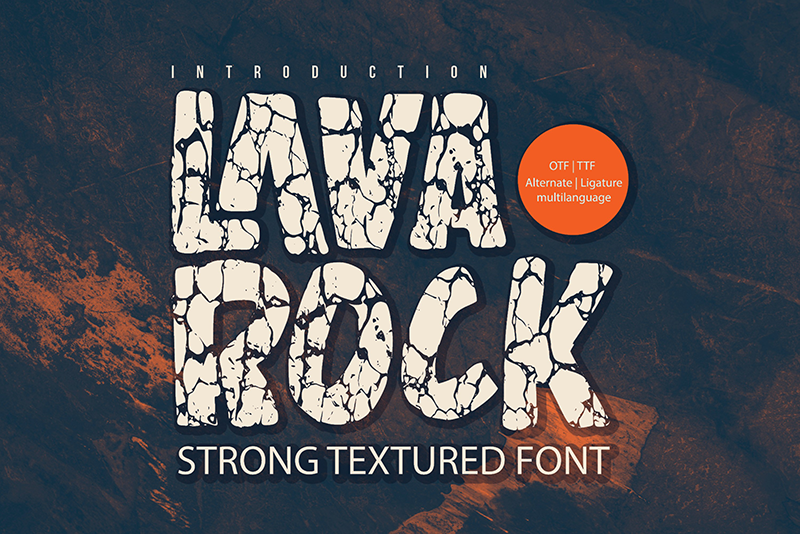 INTRODUCTION
LAVA
ROCK
OTF | TTF
Alternate | Ligature
multilanguage
STRONG TEXTURED FONT